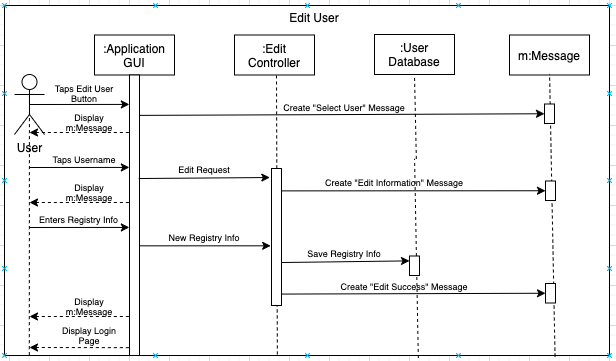 Edit User
:Application
GUI
:Edit
Controller
:User
Database
m:Message
Taps Edit User
Button
Create "Select User" Message
Display
m:Message
User
Taps Username
Edit Request
Create "Edit Information" Message
Display
m:Message
Enters Registry Info
New Registry Info
Save Registry Info
Create "Edit Success" Message
Display
m:Message
Display Login
Page